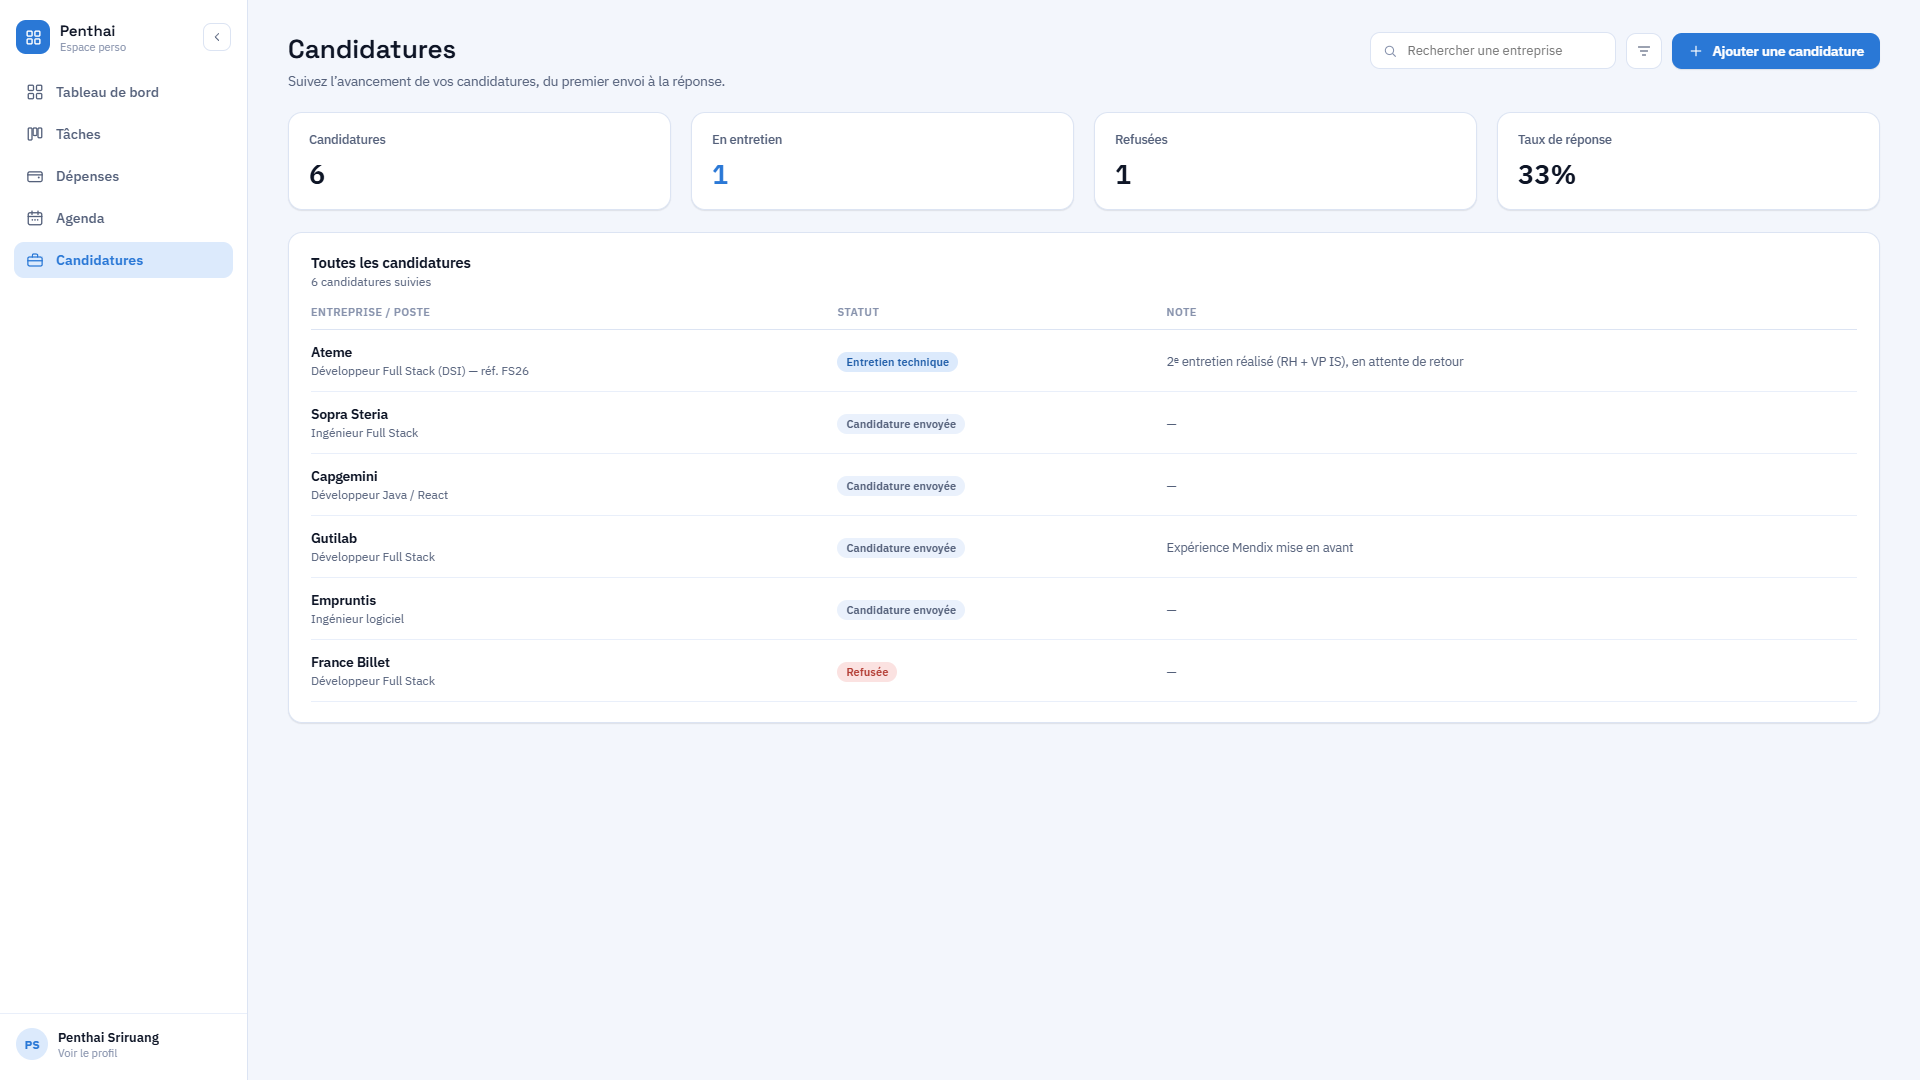 Penthai
Espace perso
Tableau de bord
Tâches
Dépenses
Agenda
Candidatures
Penthai Sriruang
PS
Voir le profil
Candidatures
Suivez l’avancement de vos candidatures, du premier envoi à la réponse.
Rechercher une entreprise
Ajouter une candidature
Candidatures
6
En entretien
1
Refusées
1
Taux de réponse
33%
Toutes les candidatures
6 candidatures suivies
ENTREPRISE / POSTE STATUT NOTE
Ateme
Développeur Full Stack (DSI) — réf. FS26
Entretien technique
2ᵉ entretien réalisé (RH + VP IS), en attente de retour
Sopra Steria
Ingénieur Full Stack
Candidature envoyée
—
Capgemini
Développeur Java / React
Candidature envoyée
—
Gutilab
Développeur Full Stack
Candidature envoyée
Expérience Mendix mise en avant
Empruntis
Ingénieur logiciel
Candidature envoyée
—
France Billet
Développeur Full Stack
Refusée
—